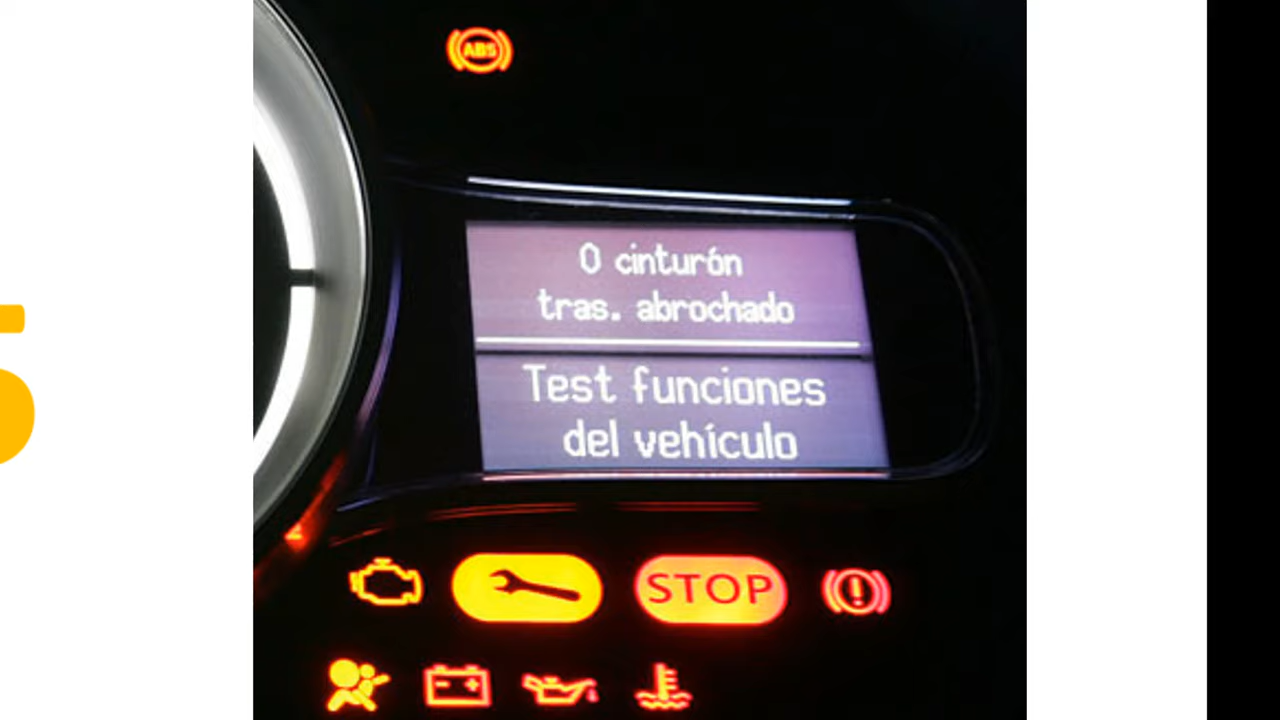 ABS
0 cinturón
tras. abrochado
Test funciones
del vehículo
STOP